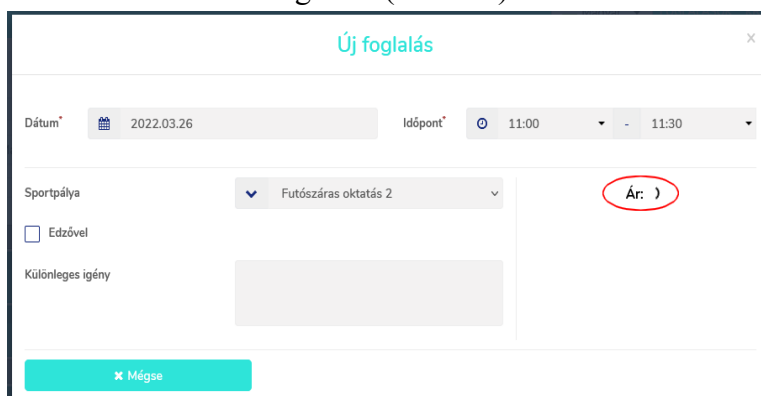 Új foglalás
×
Dátum* 2022.03.26 Időpont* 11:00 - 11:30
Sportpálya Futószáras oktatás 2 Ár: )
Edzővel
Különleges igény
× Mégse